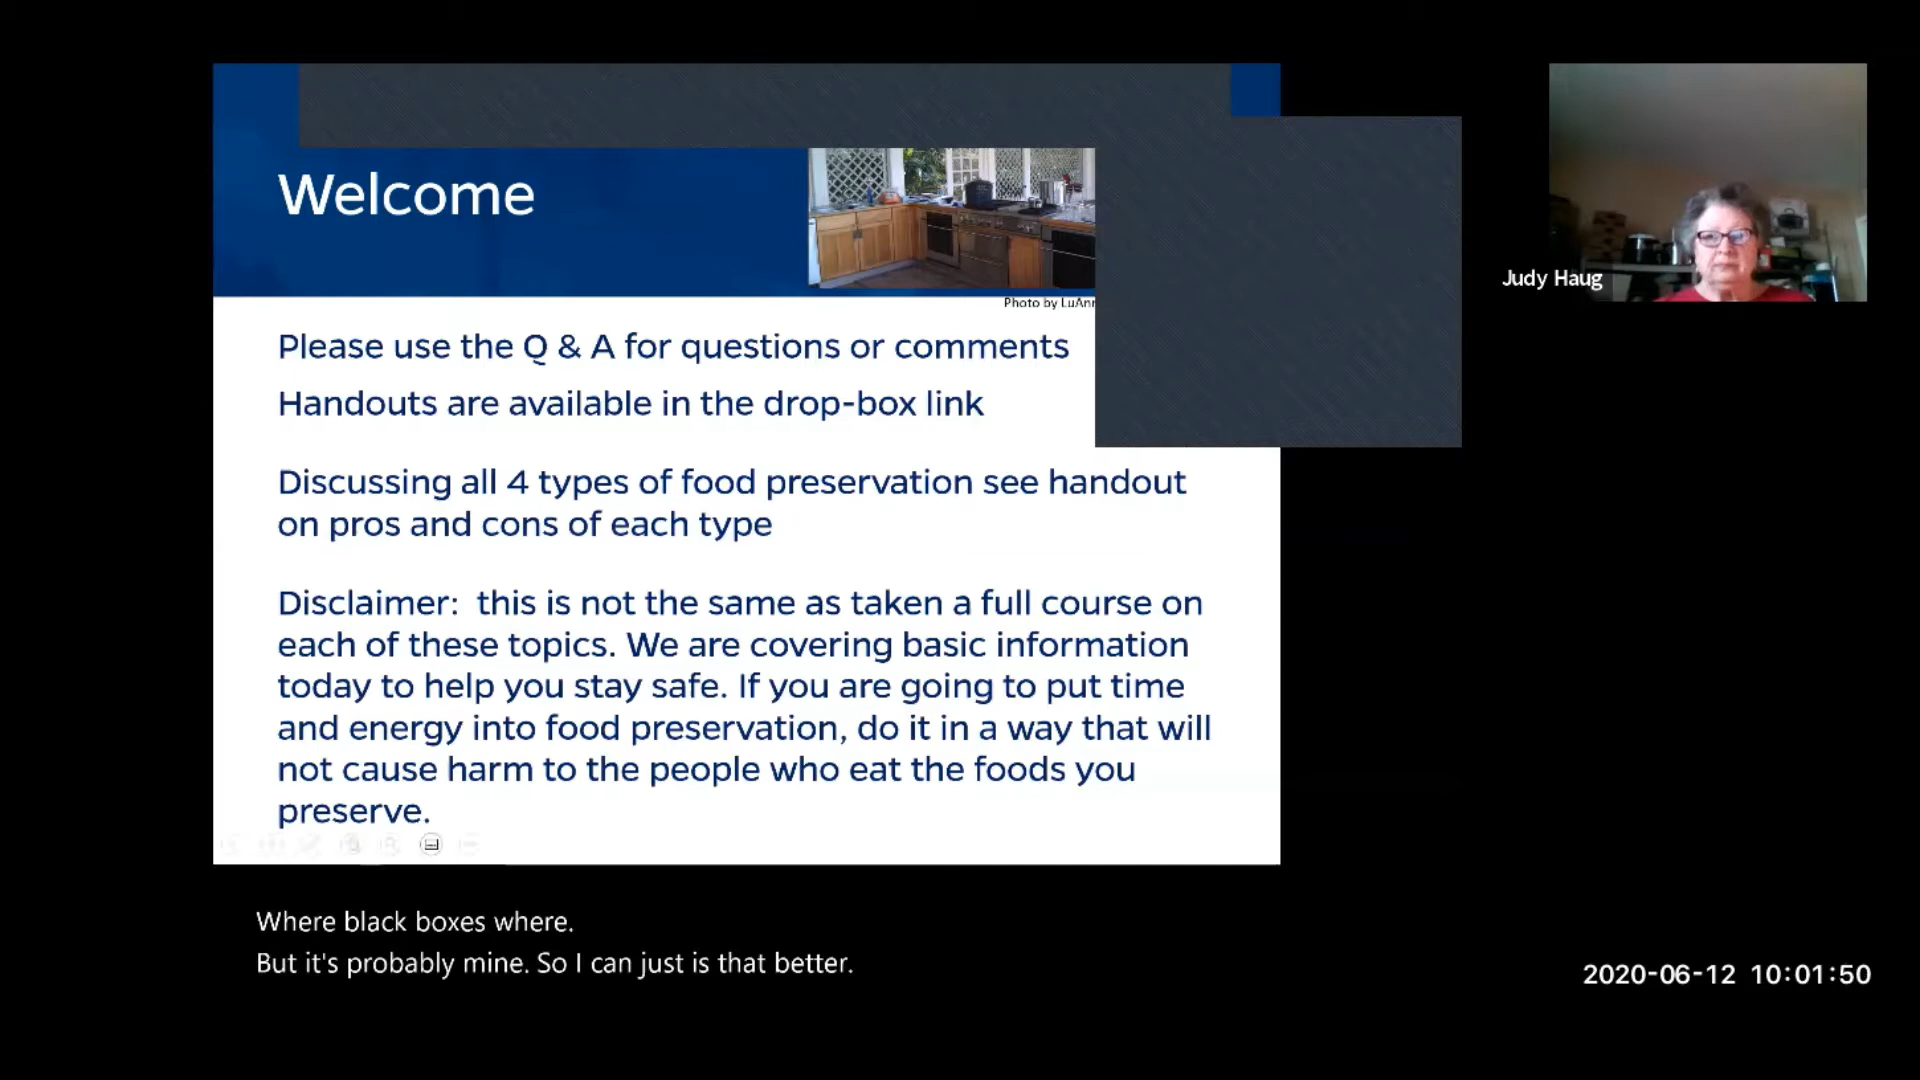 Welcome
Photo by
Judy Haug
Please use the Q & A for questions or comments
Handouts are available in the drop-box link
Discussing all 4 types of food preservation see handout
on pros and cons of each type
Disclaimer:  this is not the same as taken a full course on
each of these topics. We are covering basic information
today to help you stay safe. If you are going to put time
and energy into food preservation, do it in a way that will
not cause harm to the people who eat the foods you
preserve.
Where black boxes where.
But it's probably mine. So I can just is that better.
2020-06-12 10:01:50